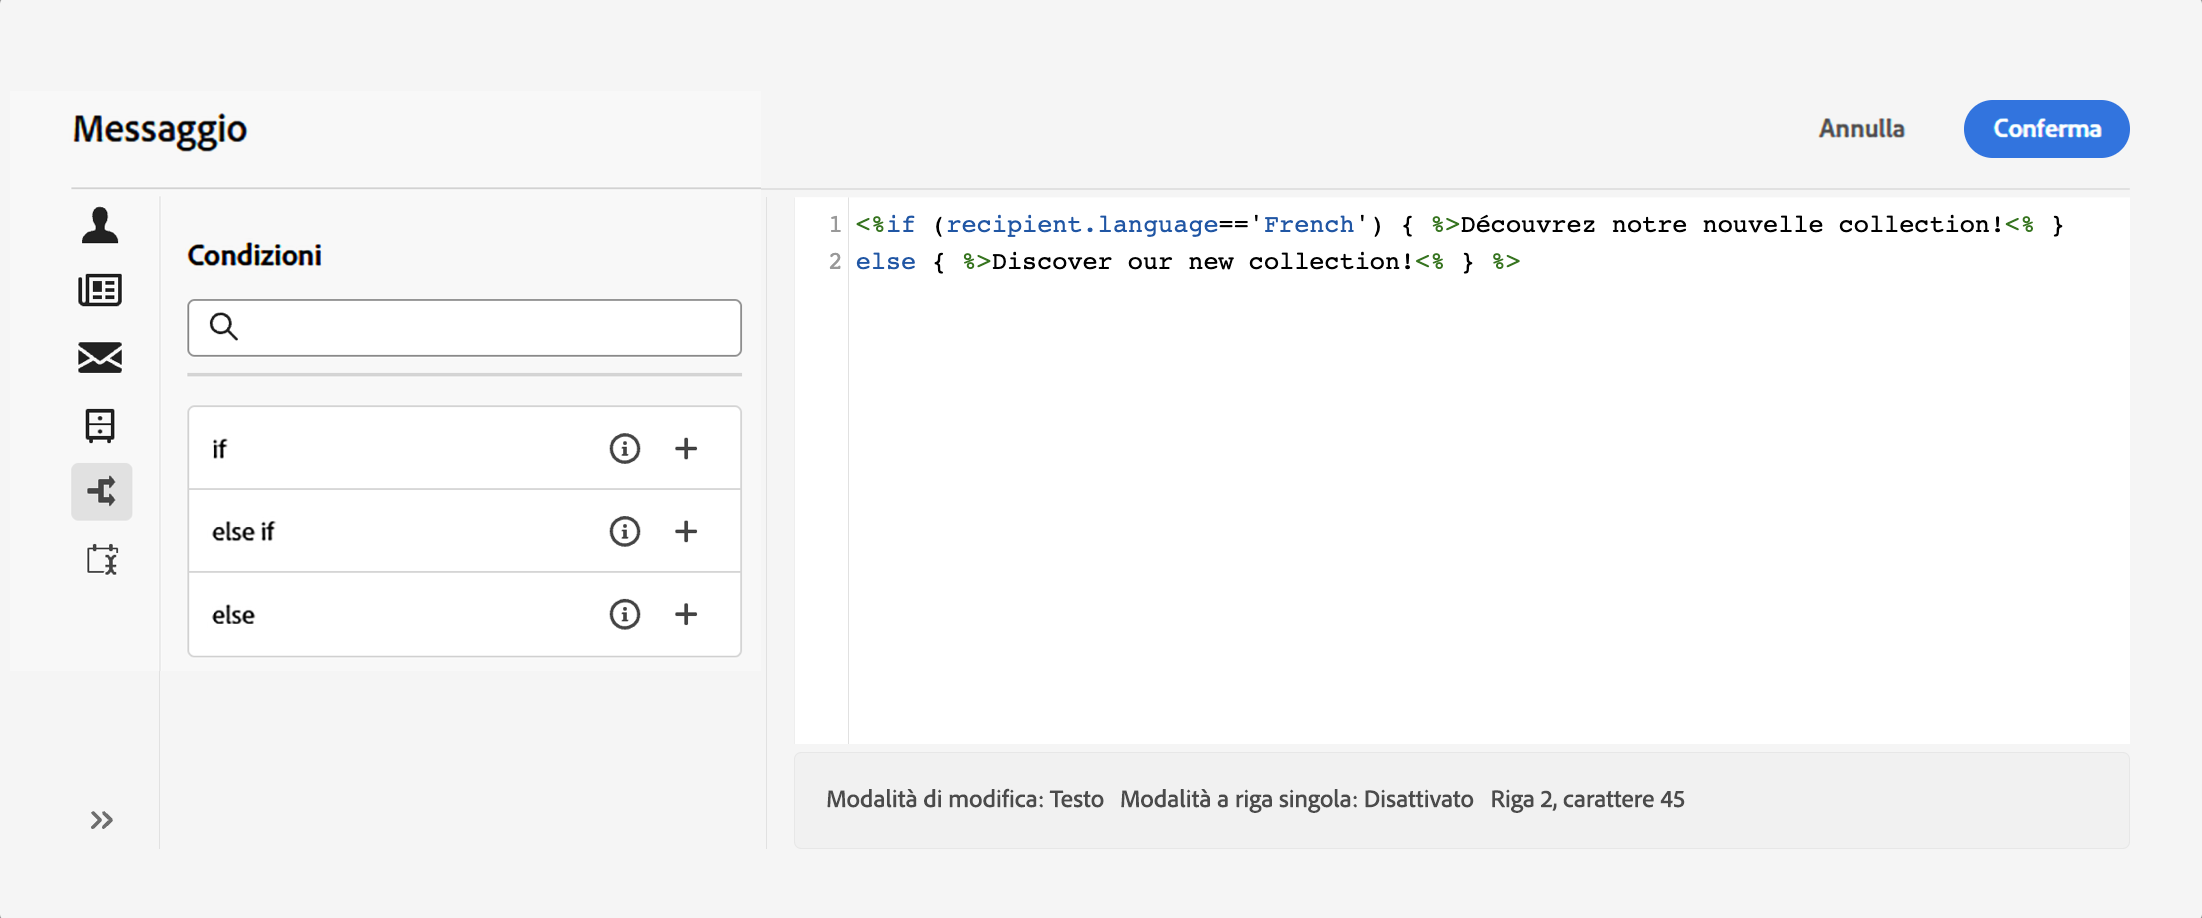 Messaggio
Annulla
Conferma
Condizioni
if
else if
else
1 <%if (recipient.language=='French') { %>Découvrez notre nouvelle collection!<% }
2 else { %>Discover our new collection!<% } %>
Modalità di modifica: Testo Modalità a riga singola: Disattivato Riga 2, carattere 45